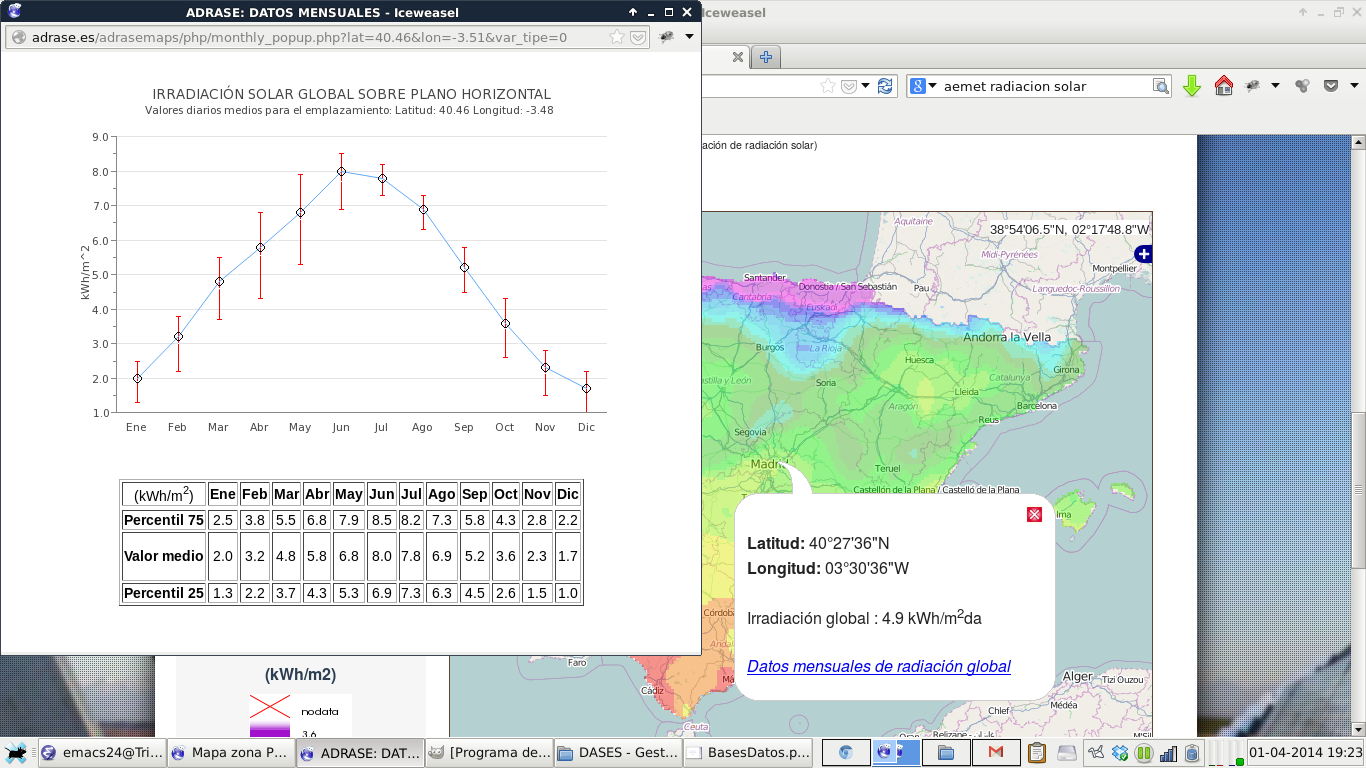 ADRASE: DATOS MENSUALES - Iceweasel
adrase.es/adrasemaps/php/monthly_popup.php?lat=40.46&lon=-3.51&var_tipe=0
Iceweasel
aemet radiacion solar
IRRADIACIÓN SOLAR GLOBAL SOBRE PLANO HORIZONTAL
Valores diarios medios para el emplazamiento: Latitud: 40.46 Longitud: -3.48
kWh/m^2
9.0
8.0
7.0
6.0
5.0
4.0
3.0
2.0
1.0
Ene Feb Mar Abr May Jun Jul Ago Sep Oct Nov Dic
(kWh/m2) Ene Feb Mar Abr May Jun Jul Ago Sep Oct Nov Dic
Percentil 75 2.5 3.8 5.5 6.8 7.9 8.5 8.2 7.3 5.8 4.3 2.8 2.2
Valor medio 2.0 3.2 4.8 5.8 6.8 8.0 7.8 6.9 5.2 3.6 2.3 1.7
Percentil 25 1.3 2.2 3.7 4.3 5.3 6.9 7.3 6.3 4.5 2.6 1.5 1.0
ación de radiación solar)
38°54'06.5"N, 02°17'48.8"W
Aquitaine
Midi-Pyrénées
Montpellier
Languedoc-Roussillon
Santander
Donostia / San Sebastián
Pau
Cantabria
Euskadi
Andorra la Vella
Burgos
La Rioja
Huesca
Girona
stilla y León
Soria
Catalunya
Lleida
Aragón
Barcelona
Reus
Segovia
Madrid
Teruel
Castellón de la Plana / Castelló de la Plana
Latitud: 40°27'36"N
Longitud: 03°30'36"W
Irradiación global : 4.9 kWh/m2da
Datos mensuales de radiación global
Córdob
Andal
Faro
Cádiz
Má
Ceuta
Alger
Tizi Ouzou
Médéa
Chlef
(kWh/m2)
nodata
3.6
emacs24@Tri...
Mapa zona P...
ADRASE: DAT...
[Programa de...
DASES - Gest...
BasesDatos.p...
01-04-2014 19:23